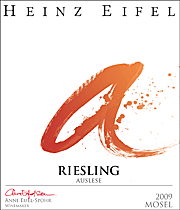 HEINZ EIFEL
a
RIESLING
AUSLESE
ANNE EIFEL-SPOHR
WINEMAKER
2009
MOSEL